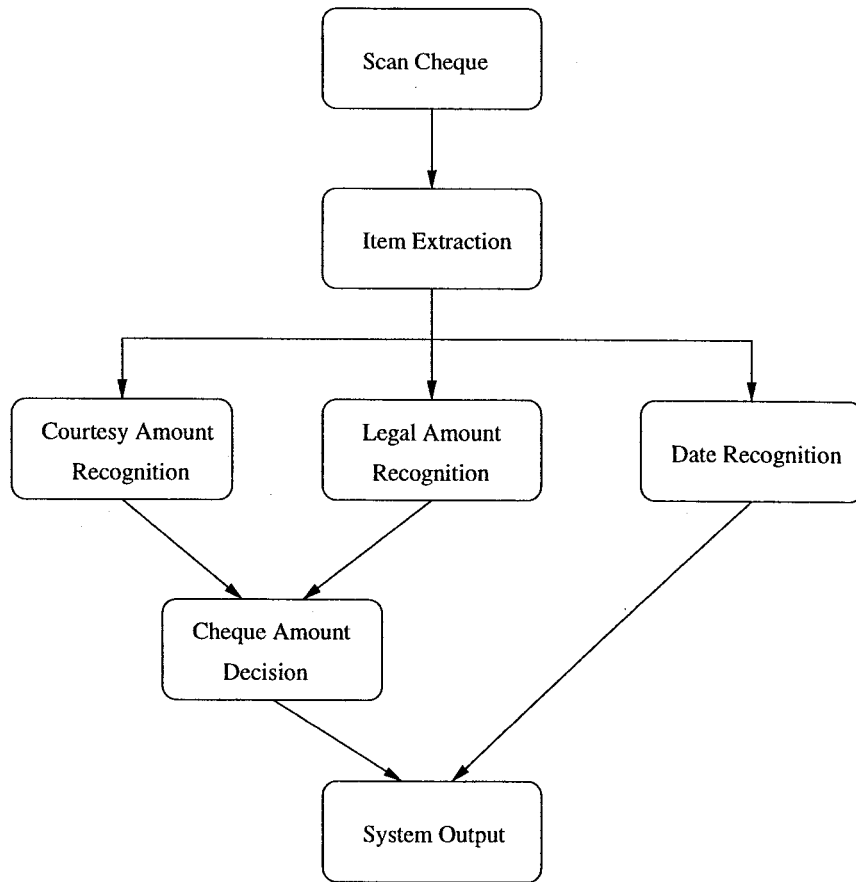 Scan Cheque
Item Extraction
Courtesy Amount
Recognition
Legal Amount
Recognition
Date Recognition
Cheque Amount
Decision
System Output